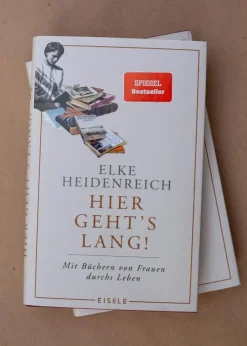 SPIEGEL
Bestseller
ELKE
HEIDENREICH
HIER
GEHT'S
LANG!
Mit Büchern von Frauen
durchs Leben
EISELE